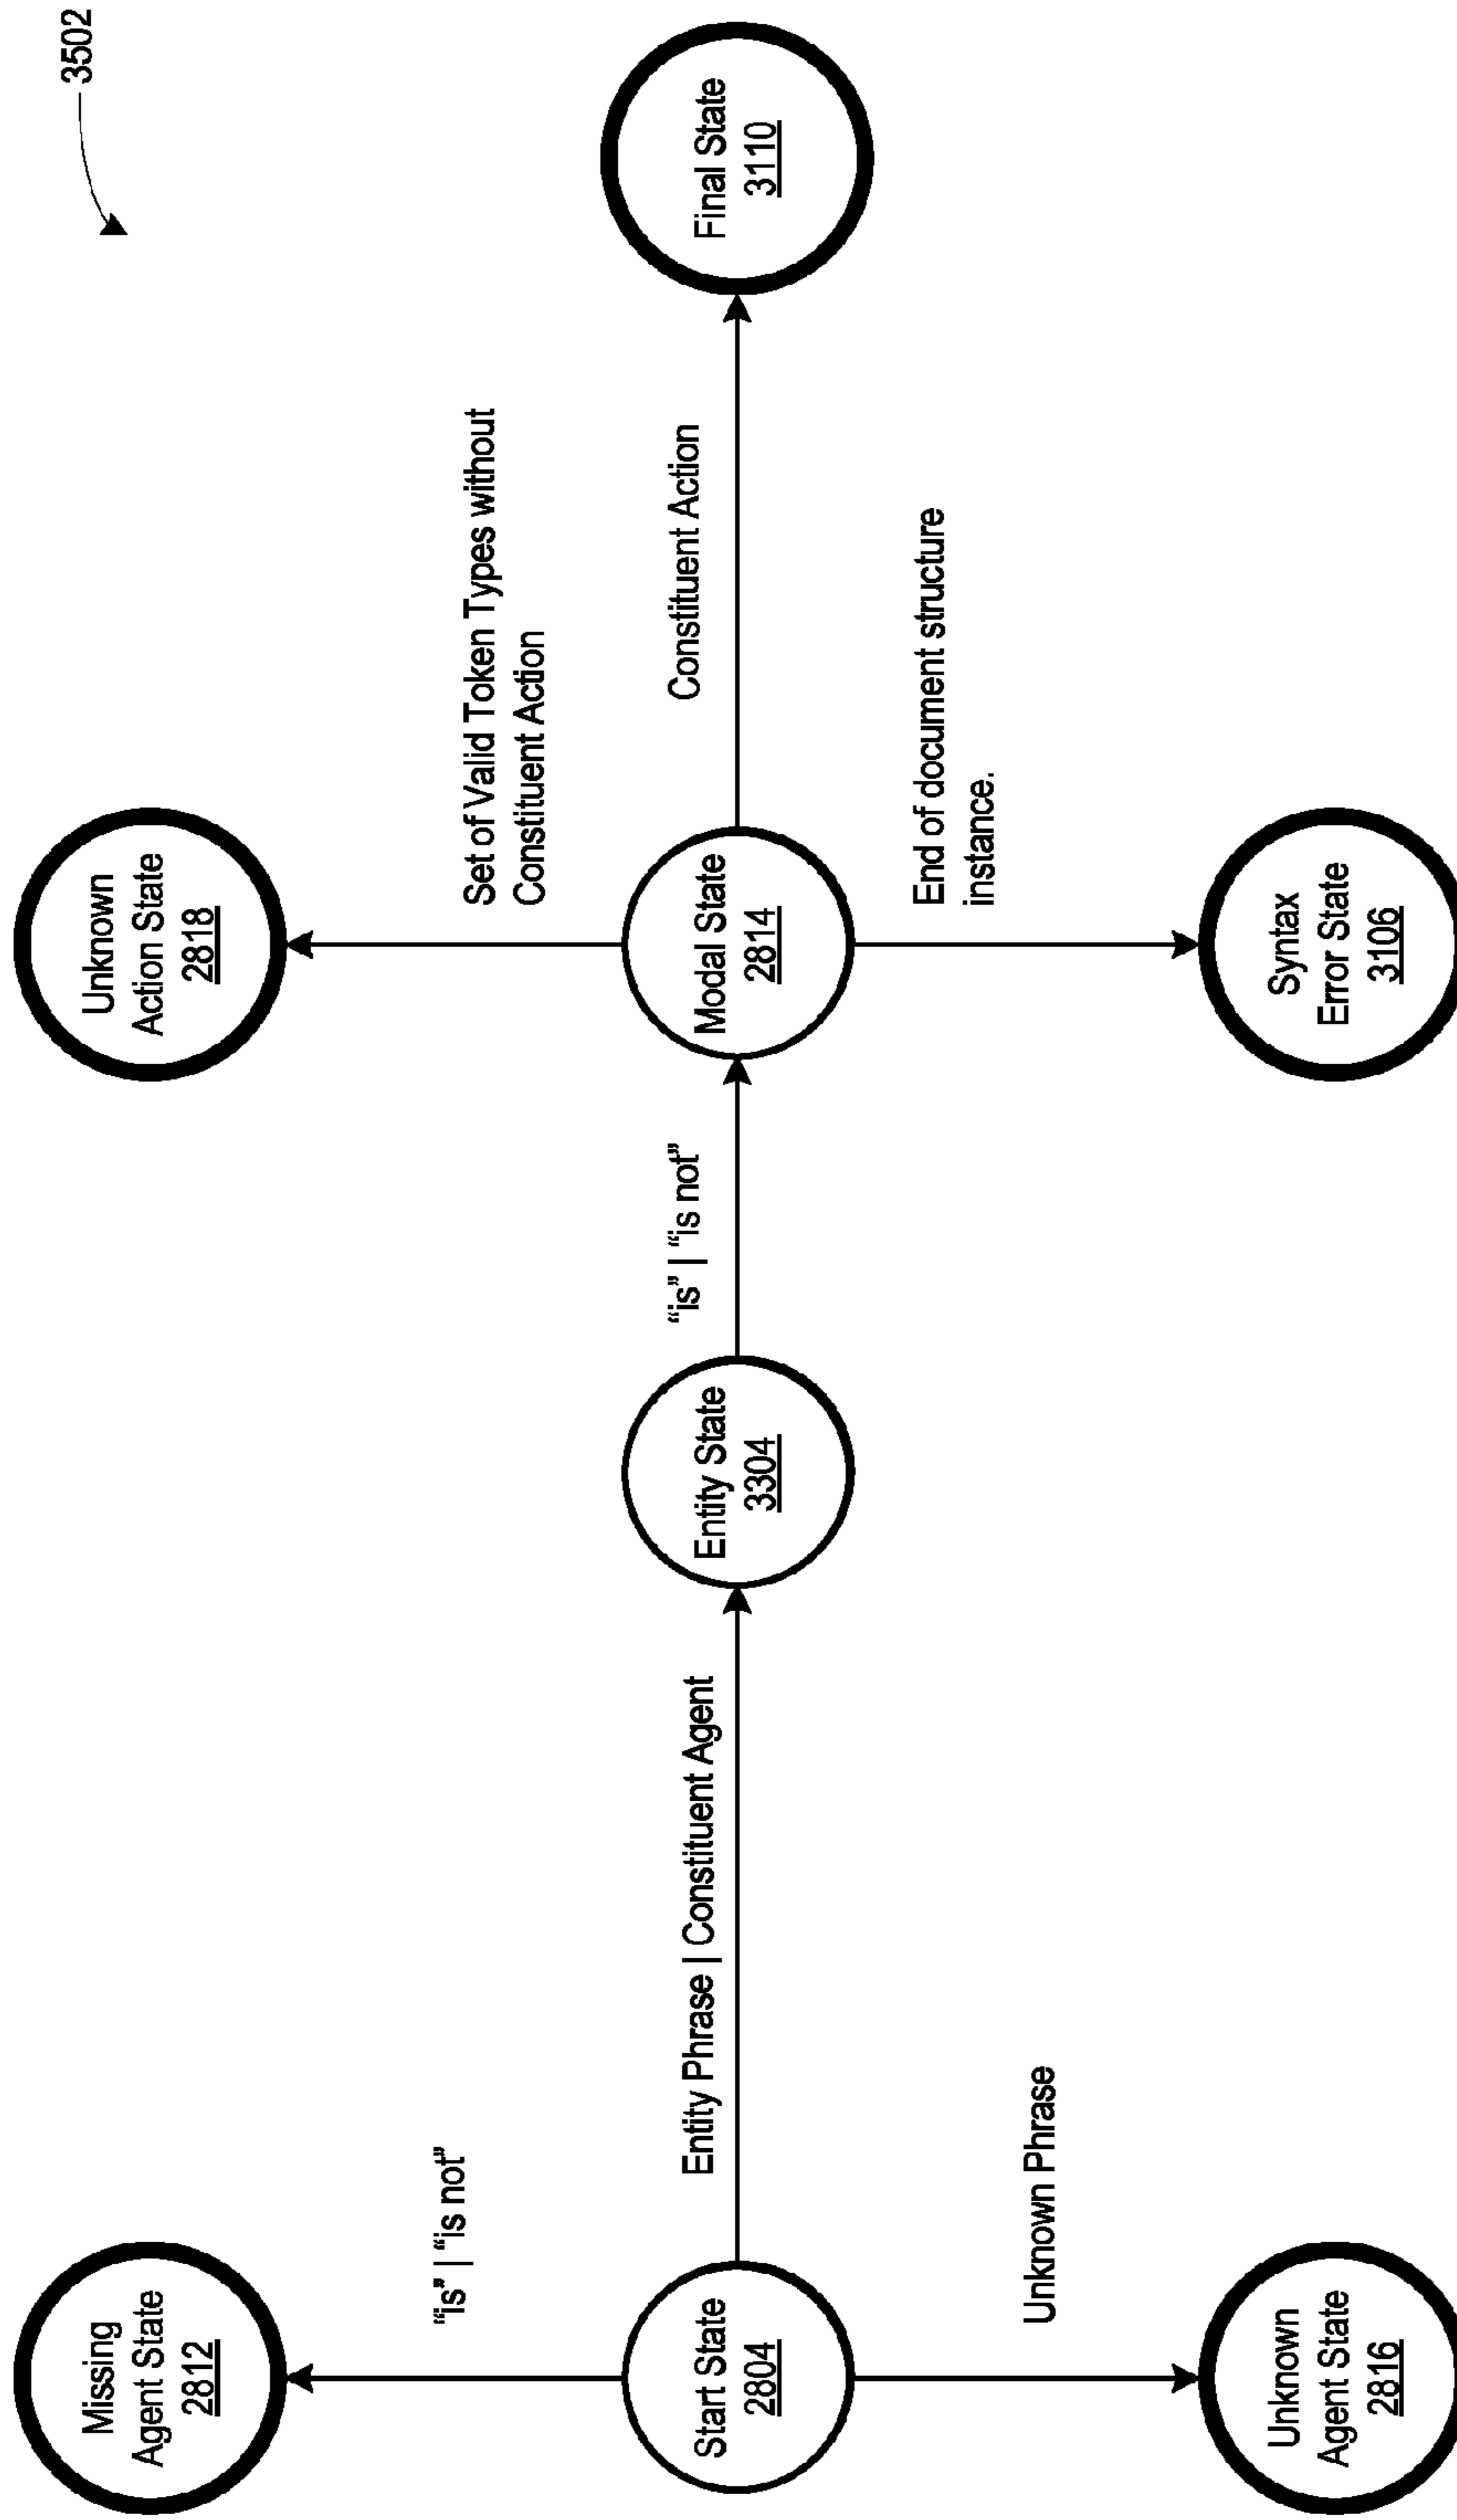 3502
Missing
Agent State
2812
Unknown
Action State
2818
“is” | “is not”
Set of Valid Token Types without
Constituent Action
Start State
2804
Entity Phrase | Constituent Agent
Entity State
3304
“is” | “is not”
Modal State
2814
Constituent Action
Final State
3110
Unknown Phrase
End of document structure
instance.
Unknown
Agent State
2816
Syntax
Error State
3106